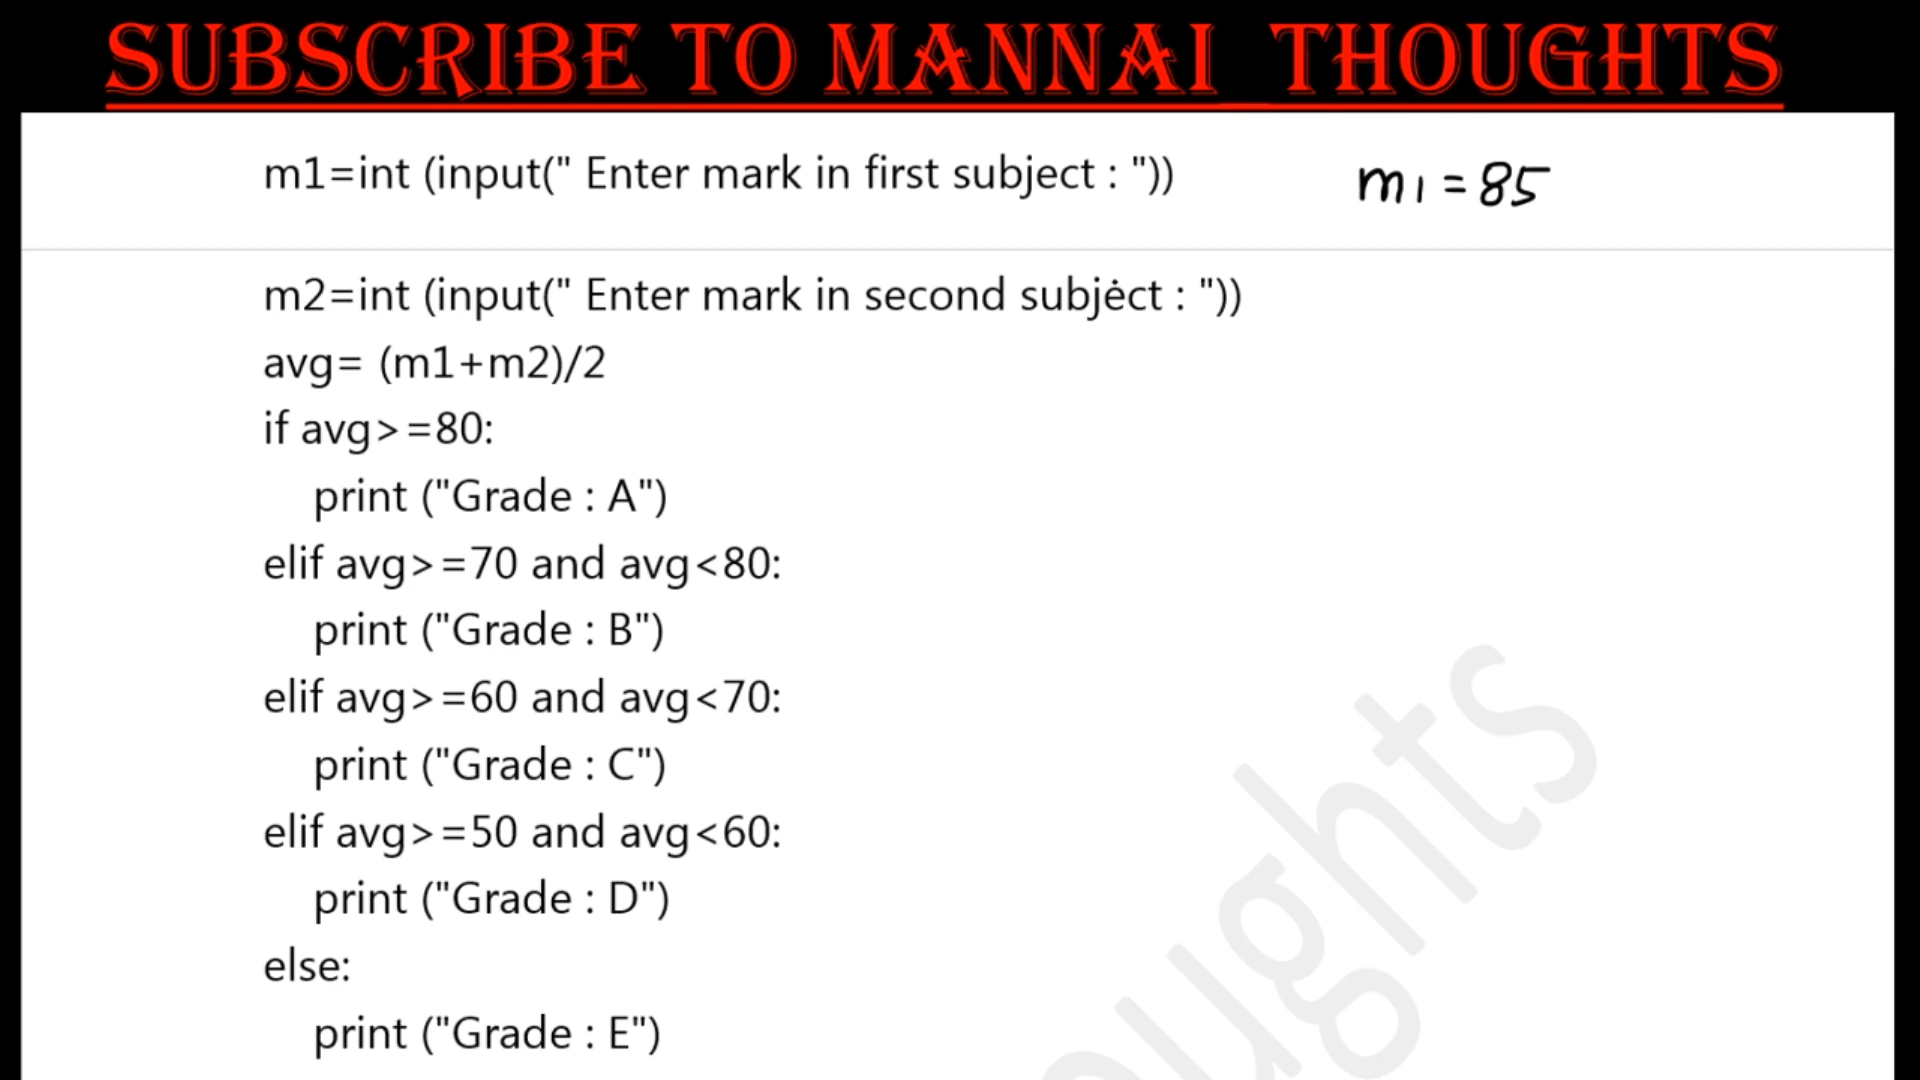 SUBSCRIBE TO MANNAI THOUGHTS
m1=int (input(" Enter mark in first subject : "))
m1 = 85
m2=int (input(" Enter mark in second subject : "))
avg= (m1+m2)/2
if avg>=80:
print ("Grade : A")
elif avg>=70 and avg<80:
print ("Grade : B")
elif avg>=60 and avg<70:
print ("Grade : C")
elif avg>=50 and avg<60:
print ("Grade : D")
else:
print ("Grade : E")
oughts